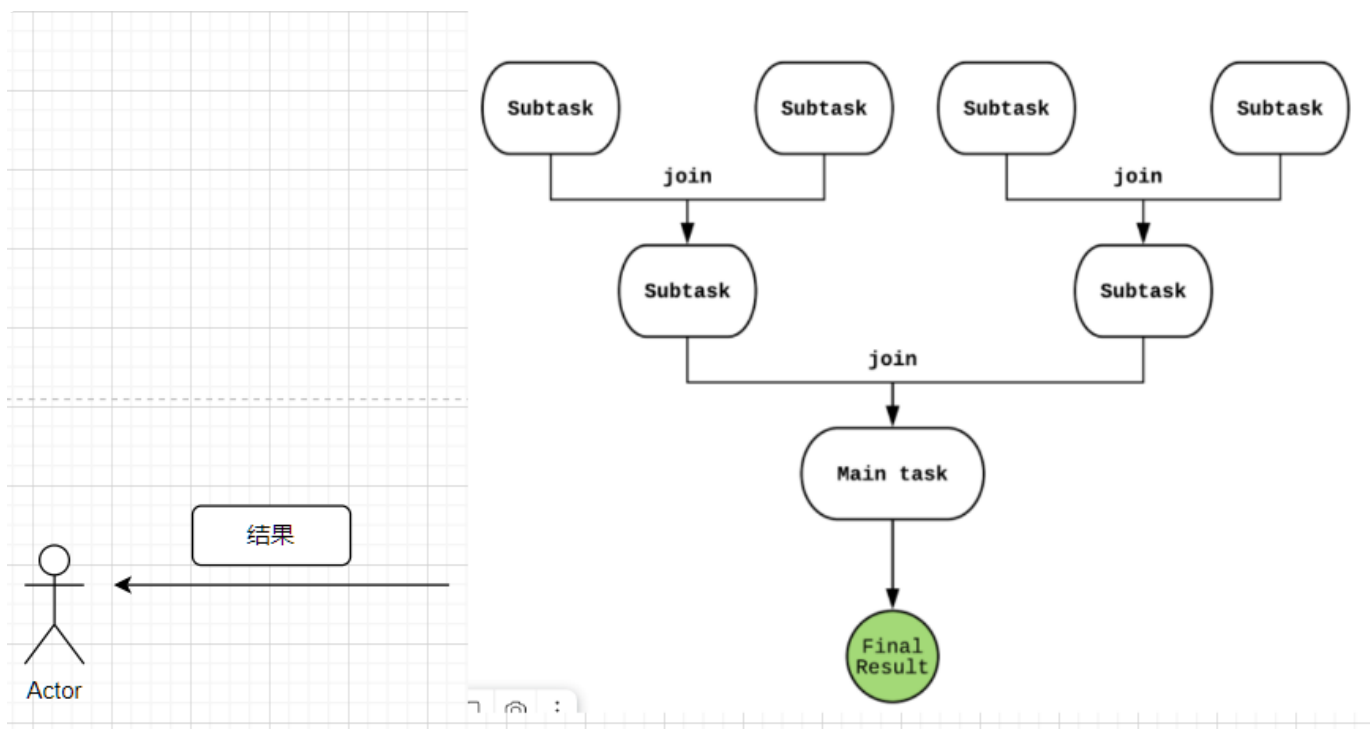 Subtask
Subtask
Subtask
Subtask
join
join
Subtask
Subtask
join
Main task
结果
Final
Result
Actor